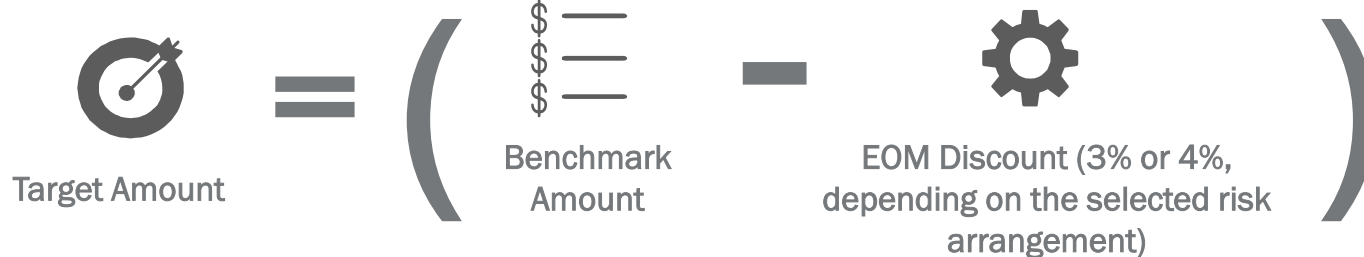 $
$
$
=
(
-
)
Target Amount
Benchmark
Amount
EOM Discount (3% or 4%,
depending on the selected risk
arrangement)